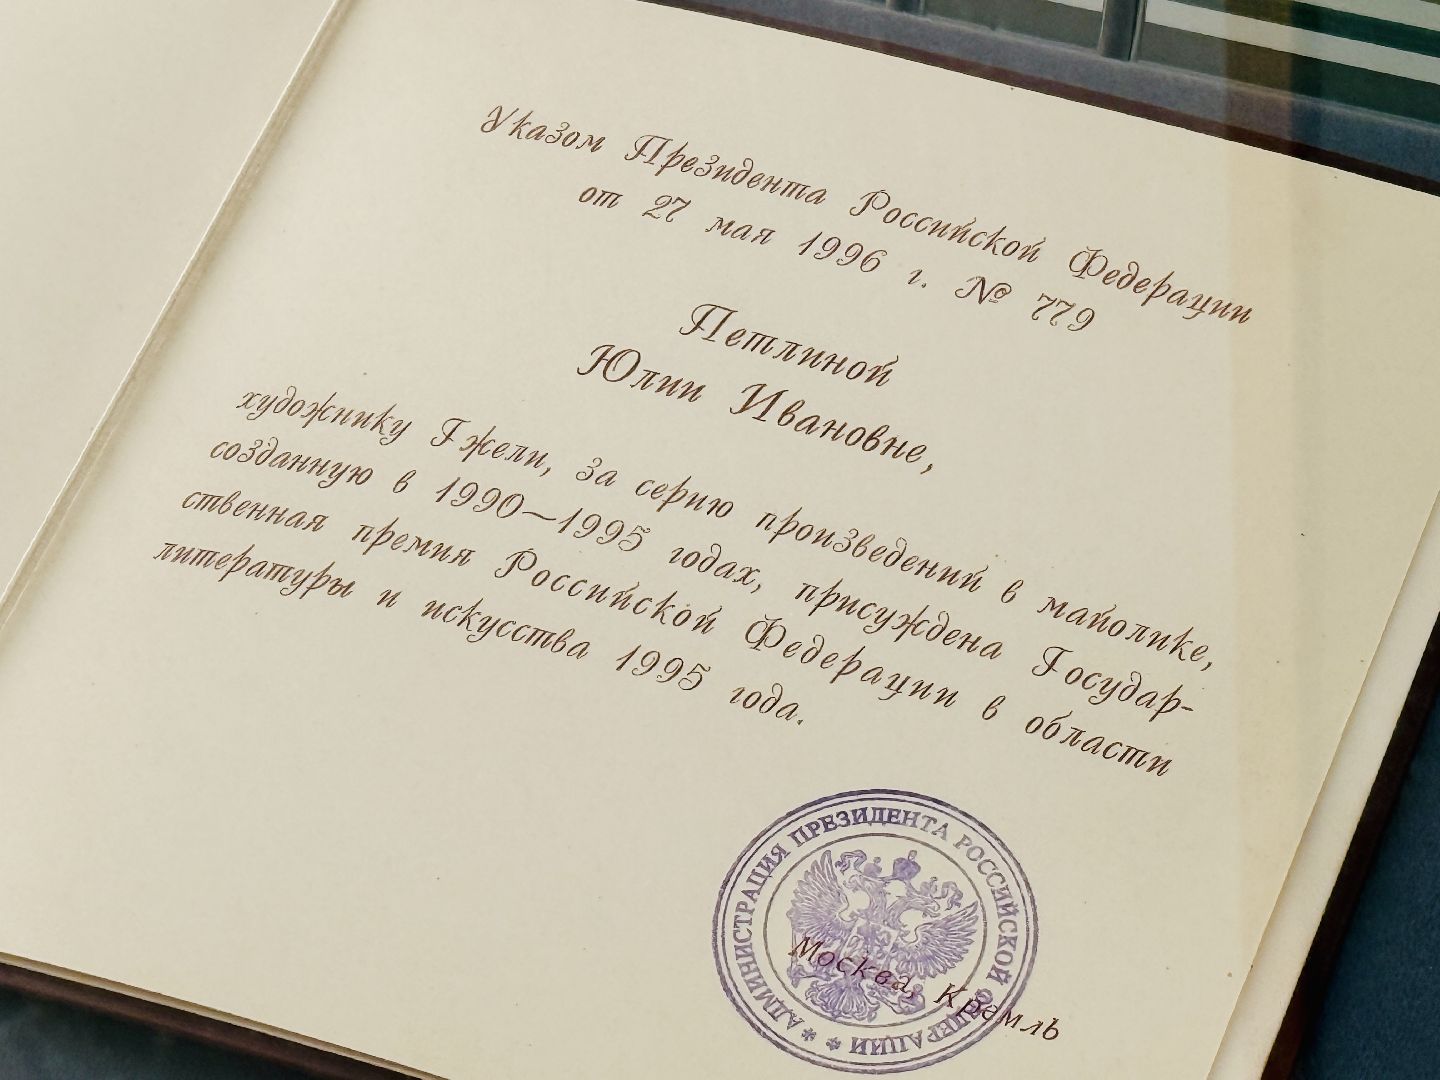 Указом Президента Российской Федерации
от 27 мая 1996 г. № 779
Петлиной
Юлии Ивановне,
художнику Гжели, за серию произведений в майолике,
созданную в 1990—1995 годах, присуждена Государ-
ственная премия Российской Федерации в области
литературы и искусства 1995 года.
АДМИНИСТРАЦИЯ ПРЕЗИДЕНТА РОССИЙСКОЙ ФЕДЕРАЦИИ
Москва, Кремль